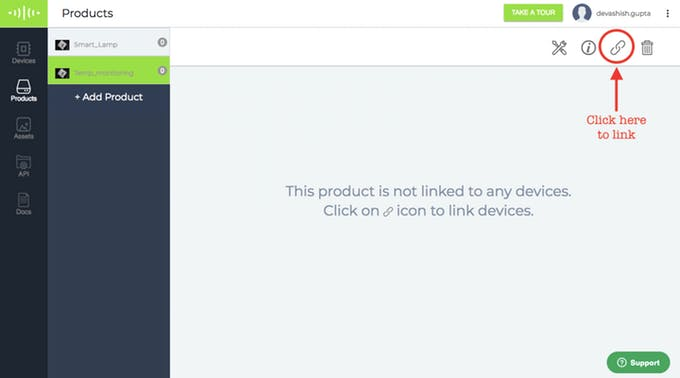 Products
TAKE A TOUR
devashish.gupta
Devices
Products
Assets
API
Docs
Smart_Lamp
0
Temp_monitoring
0
+ Add Product
Click here
to link
This product is not linked to any devices.
Click on icon to link devices.
Support